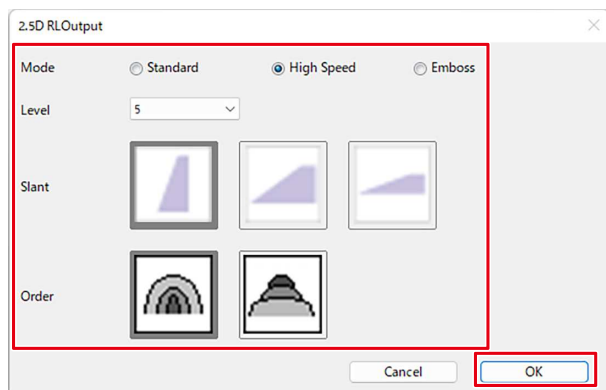 2.5D RLOutput
Mode Standard High Speed Emboss
Level 5
Slant
Order
Cancel OK